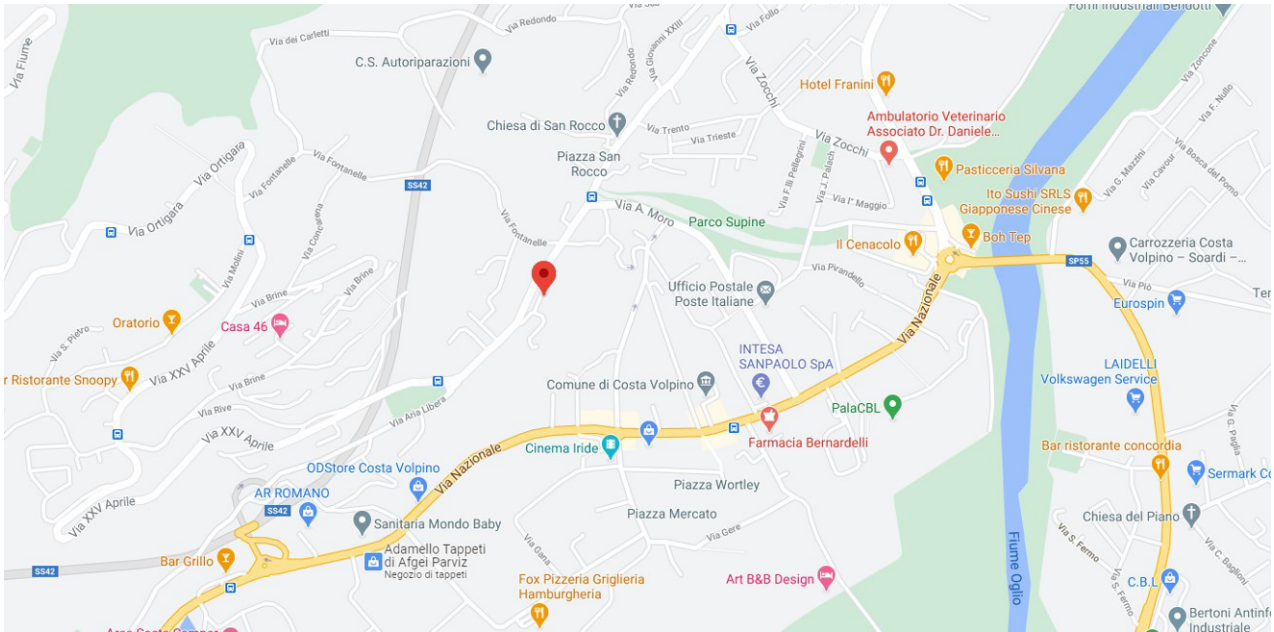 Via Redondo
Forni Industriali Bendotti
Via Fiume
Via dei Carletti
C.S. Autoriparazioni
Via Redondo
Via Giovanni XXIII
Via Follo
Via Zocchi
Hotel Franini
Via Zoncone
Via F. Nullo
Ambulatorio Veterinario
Associato Dr. Daniele...
Chiesa di San Rocco
Via Trento
Via Trieste
Via Zocchi
Via Ortigara
Via Fontanelle
Via Fontanelle
Piazza San
Rocco
Via F.lli Pellegrini
Via J. Palach
Pasticceria Silvana
Via G. Mazzini
Via Cavour
Via Bosca del Pomo
SS42
Ito Sushi SRLS
Giapponese Cinese
Via I° Maggio
Via A. Moro
Parco Supine
Via Ortigara
Via Concarena
Via Fontanelle
Il Cenacolo
Boh Tep
Carrozzeria Costa
Volpino – Soardi –...
SP55
Via Molini
Via Brine
Via Brine
Via Pirandello
Ufficio Postale
Poste Italiane
Via Piò
Ter
Eurospin
Oratorio
Casa 46
Via S. Pietro
Via Nazionale
INTESA
SANPAOLO SpA
LAIDELLI
Volkswagen Service
r Ristorante Snoopy
Via XXV Aprile
Via Brine
Comune di Costa Volpino
PalaCBL
Via Rive
Via Aria Libera
Via G. Paglia
Via XXV Aprile
Cinema Iride
Farmacia Bernardelli
Bar ristorante concordia
ODStore Costa Volpino
Via Nazionale
Sermark Co
AR ROMANO
Piazza Wortley
Via XXV Aprile
SS42
Piazza Mercato
Chiesa del Piano
Sanitaria Mondo Baby
Via Gere
Via S. Fermo
Adamello Tappeti
di Afgei Parviz
Negozio di tappeti
Bar Grillo
Via Gana
Fiume Oglio
Via C. Baglioni
SS42
Fox Pizzeria Griglieria
Hamburgheria
Art B&B Design
C.B.L
Via S. Fermo
Bertoni Antinfo
Industriale